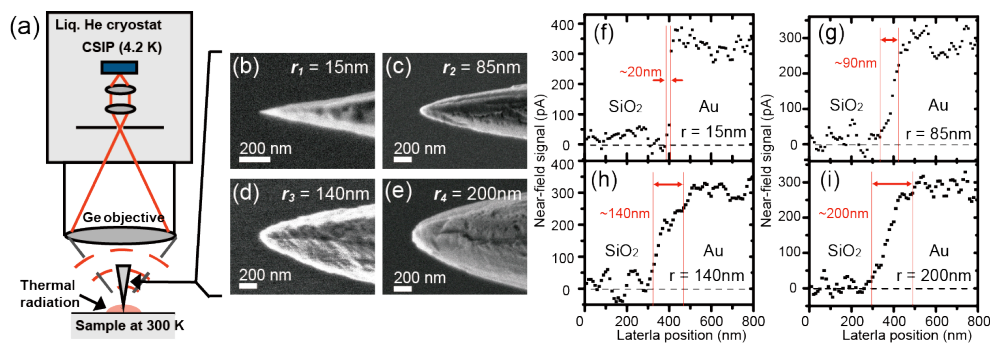 (a)
Liq. He cryostat
CSIP (4.2 K)
Ge objective
Thermal
radiation
Sample at 300 K
(b) r1 = 15nm
200 nm
(c) r2 = 85nm
200 nm
(d) r3 = 140nm
200 nm
(e) r4 = 200nm
200 nm
Near-field signal (pA)
(f)
400
300
200
100
0
~20nm
SiO2
Au
r = 15nm
(g)
300
200
100
0
~90nm
SiO2
Au
r = 85nm
Near-field signal (pA)
(h)
400
300
200
100
0
~140nm
SiO2
Au
r = 140nm
0 200 400 600 800
Laterla position (nm)
(i)
300
200
100
0
~200nm
SiO2
Au
r = 200nm
0 200 400 600 800
Laterla position (nm)